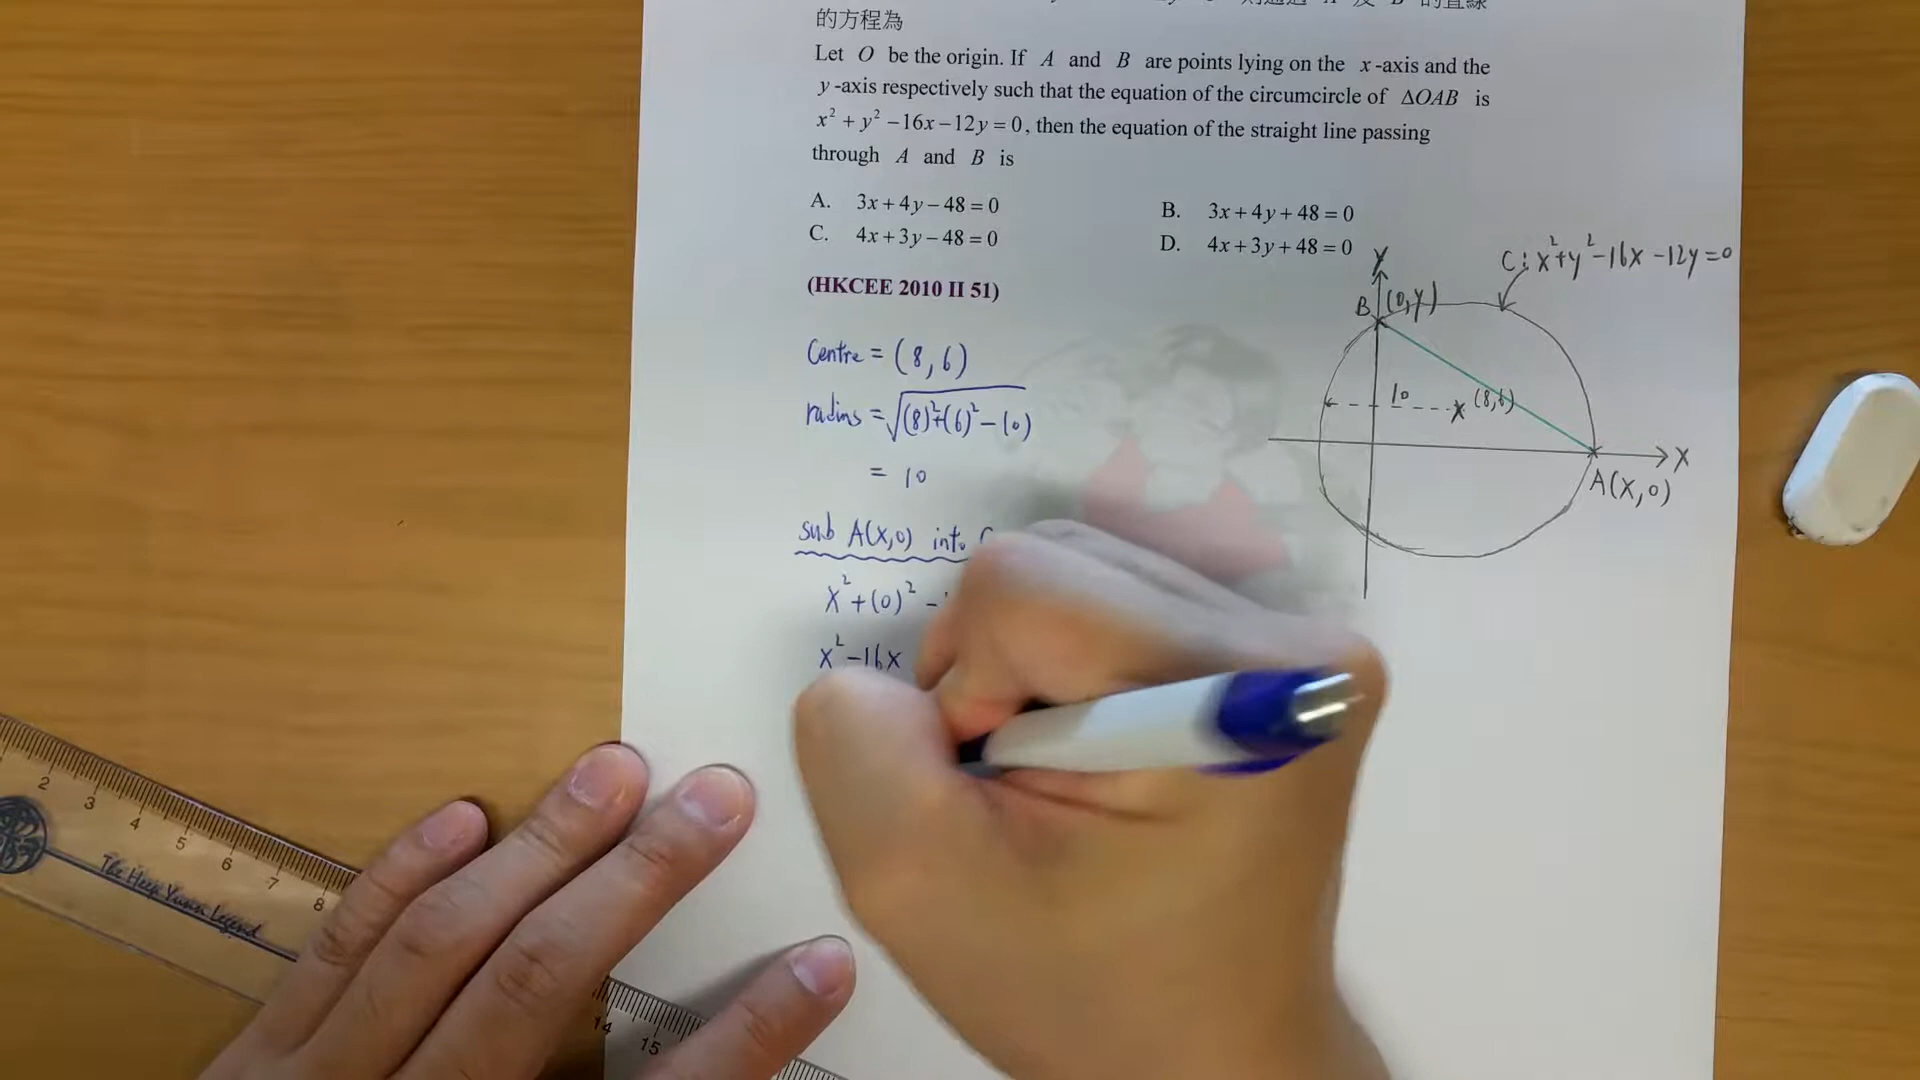 的方程為
Let O be the origin. If A and B are points lying on the x-axis and the
y-axis respectively such that the equation of the circumcircle of ΔOAB is
x² + y² − 16x − 12y = 0, then the equation of the straight line passing
through A and B is
A. 3x + 4y − 48 = 0 B. 3x + 4y + 48 = 0
C. 4x + 3y − 48 = 0 D. 4x + 3y + 48 = 0
(HKCEE 2010 II 51)
y
C: x²+y²−16x−12y=0
B (0,y)
10
(8,6)
x
A(x,0)
Centre = (8,6)
radius = √(8)²+(6)²−(0)
= 10
sub A(x,0) into
x²+(0)² −
x²−16x
2 3 4 5 6 7 8
The Heep Yunn Legend
14 15